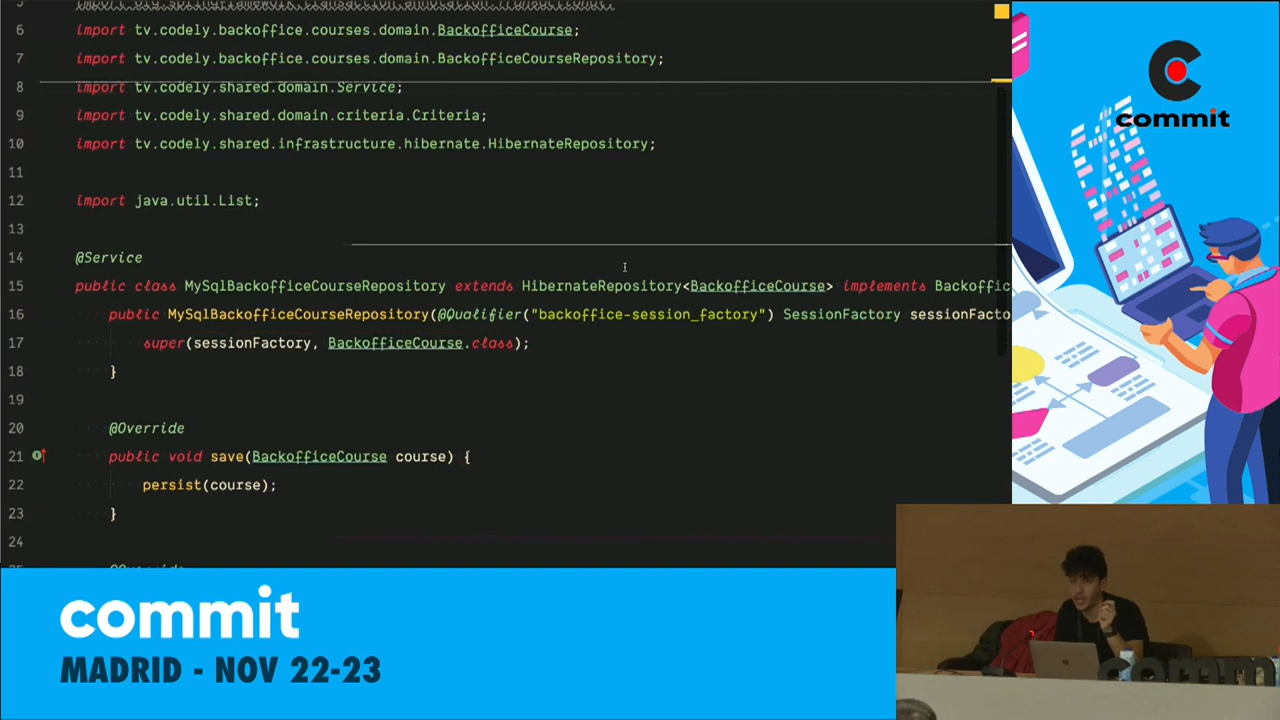 5
6 import tv.codely.backoffice.courses.domain.BackofficeCourse;
7 import tv.codely.backoffice.courses.domain.BackofficeCourseRepository;
8 import tv.codely.shared.domain.Service;
9 import tv.codely.shared.domain.criteria.Criteria;
10 import tv.codely.shared.infrastructure.hibernate.HibernateRepository;
11
12 import java.util.List;
13
14 @Service
15 public class MySqlBackofficeCourseRepository extends HibernateRepository<BackofficeCourse> implements Backoffic
16 public MySqlBackofficeCourseRepository(@Qualifier("backoffice-session_factory") SessionFactory sessionFacto
17 super(sessionFactory, BackofficeCourse.class);
18 }
19
20 @Override
21 public void save(BackofficeCourse course) {
22 persist(course);
23 }
24
commit
commit
MADRID - NOV 22-23
comm